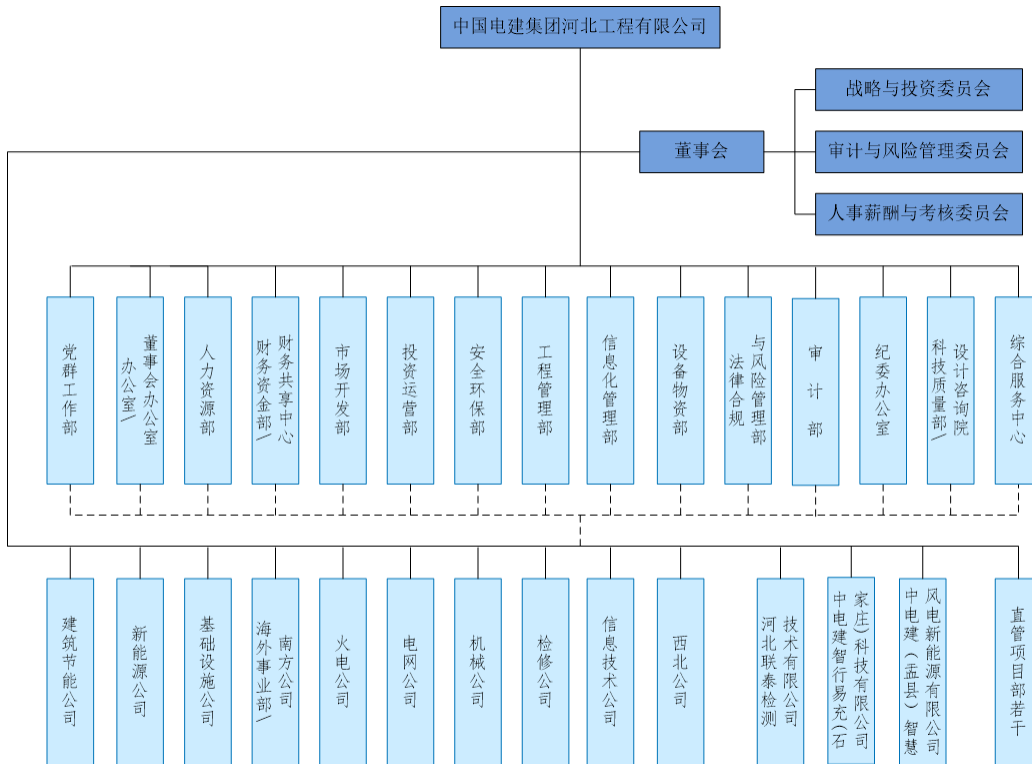 中国电建集团河北工程有限公司
战略与投资委员会
董事会
审计与风险管理委员会
人事薪酬与考核委员会
党群工作部
办公室\
董事会办公室
人力资源部
财务资金部\
财务共享中心
市场开发部
投资运营部
安全环保部
工程管理部
信息化管理部
设备物资部
法律合规
与风险管理部
审计部
纪委办公室
科技质量部\
设计咨询院
综合服务中心
建筑节能公司
新能源公司
基础设施公司
海外事业部\
南方公司
火电公司
电网公司
机械公司
检修公司
信息技术公司
西北公司
河北联泰检测
技术有限公司
中电建智行易充(石
家庄)科技有限公司
中电建（盂县）智慧
风电新能源有限公司
直管项目部若干